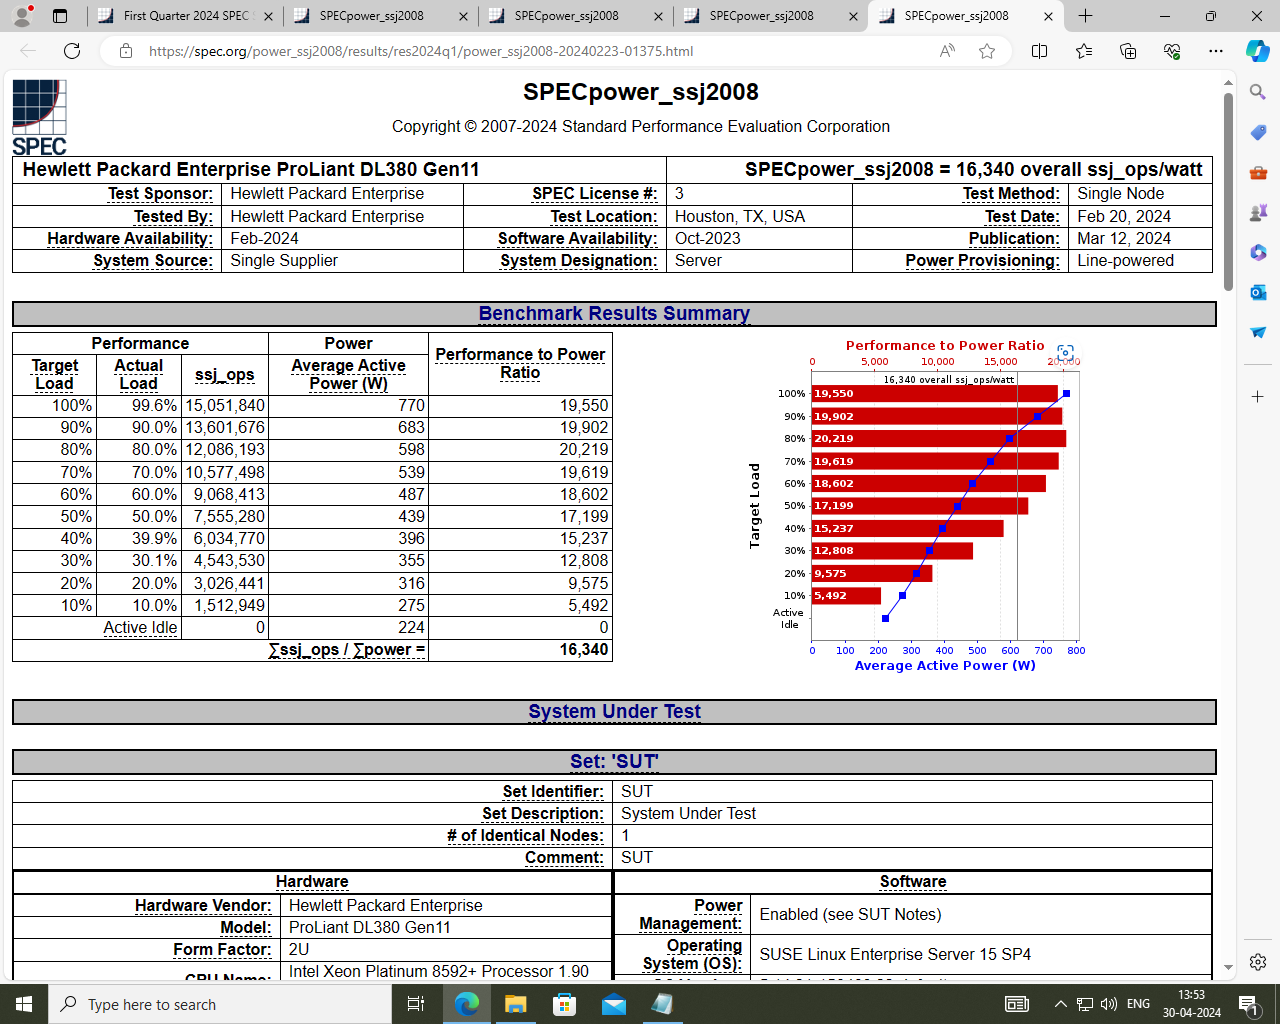 First Quarter 2024 SPEC
SPECpower_ssj2008
SPECpower_ssj2008
SPECpower_ssj2008
SPECpower_ssj2008
https://spec.org/power_ssj2008/results/res2024q1/power_ssj2008-20240223-01375.html
SPEC
SPECpower_ssj2008
Copyright © 2007-2024 Standard Performance Evaluation Corporation
Hewlett Packard Enterprise ProLiant DL380 Gen11 SPECpower_ssj2008 = 16,340 overall ssj_ops/watt
Test Sponsor: Hewlett Packard Enterprise SPEC License #: 3 Test Method: Single Node
Tested By: Hewlett Packard Enterprise Test Location: Houston, TX, USA Test Date: Feb 20, 2024
Hardware Availability: Feb-2024 Software Availability: Oct-2023 Publication: Mar 12, 2024
System Source: Single Supplier System Designation: Server Power Provisioning: Line-powered
Benchmark Results Summary
Performance Power Performance to Power Ratio
Target Load Actual Load ssj_ops Average Active Power (W)
100% 99.6% 15,051,840 770 19,550
90% 90.0% 13,601,676 683 19,902
80% 80.0% 12,086,193 598 20,219
70% 70.0% 10,577,498 539 19,619
60% 60.0% 9,068,413 487 18,602
50% 50.0% 7,555,280 439 17,199
40% 39.9% 6,034,770 396 15,237
30% 30.1% 4,543,530 355 12,808
20% 20.0% 3,026,441 316 9,575
10% 10.0% 1,512,949 275 5,492
Active Idle 0 224 0
∑ssj_ops / ∑power = 16,340
Performance to Power Ratio
0 5,000 10,000 15,000 20,000
16,340 overall ssj_ops/watt
Target Load
100% 19,550
90% 19,902
80% 20,219
70% 19,619
60% 18,602
50% 17,199
40% 15,237
30% 12,808
20% 9,575
10% 5,492
Active Idle
0 100 200 300 400 500 600 700 800
Average Active Power (W)
System Under Test
Set: 'SUT'
Set Identifier: SUT
Set Description: System Under Test
# of Identical Nodes: 1
Comment: SUT
Hardware
Hardware Vendor: Hewlett Packard Enterprise
Model: ProLiant DL380 Gen11
Form Factor: 2U
CPU Name: Intel Xeon Platinum 8592+ Processor 1.90
Software
Power Management: Enabled (see SUT Notes)
Operating System (OS): SUSE Linux Enterprise Server 15 SP4
Type here to search
ENG
13:53
30-04-2024
1